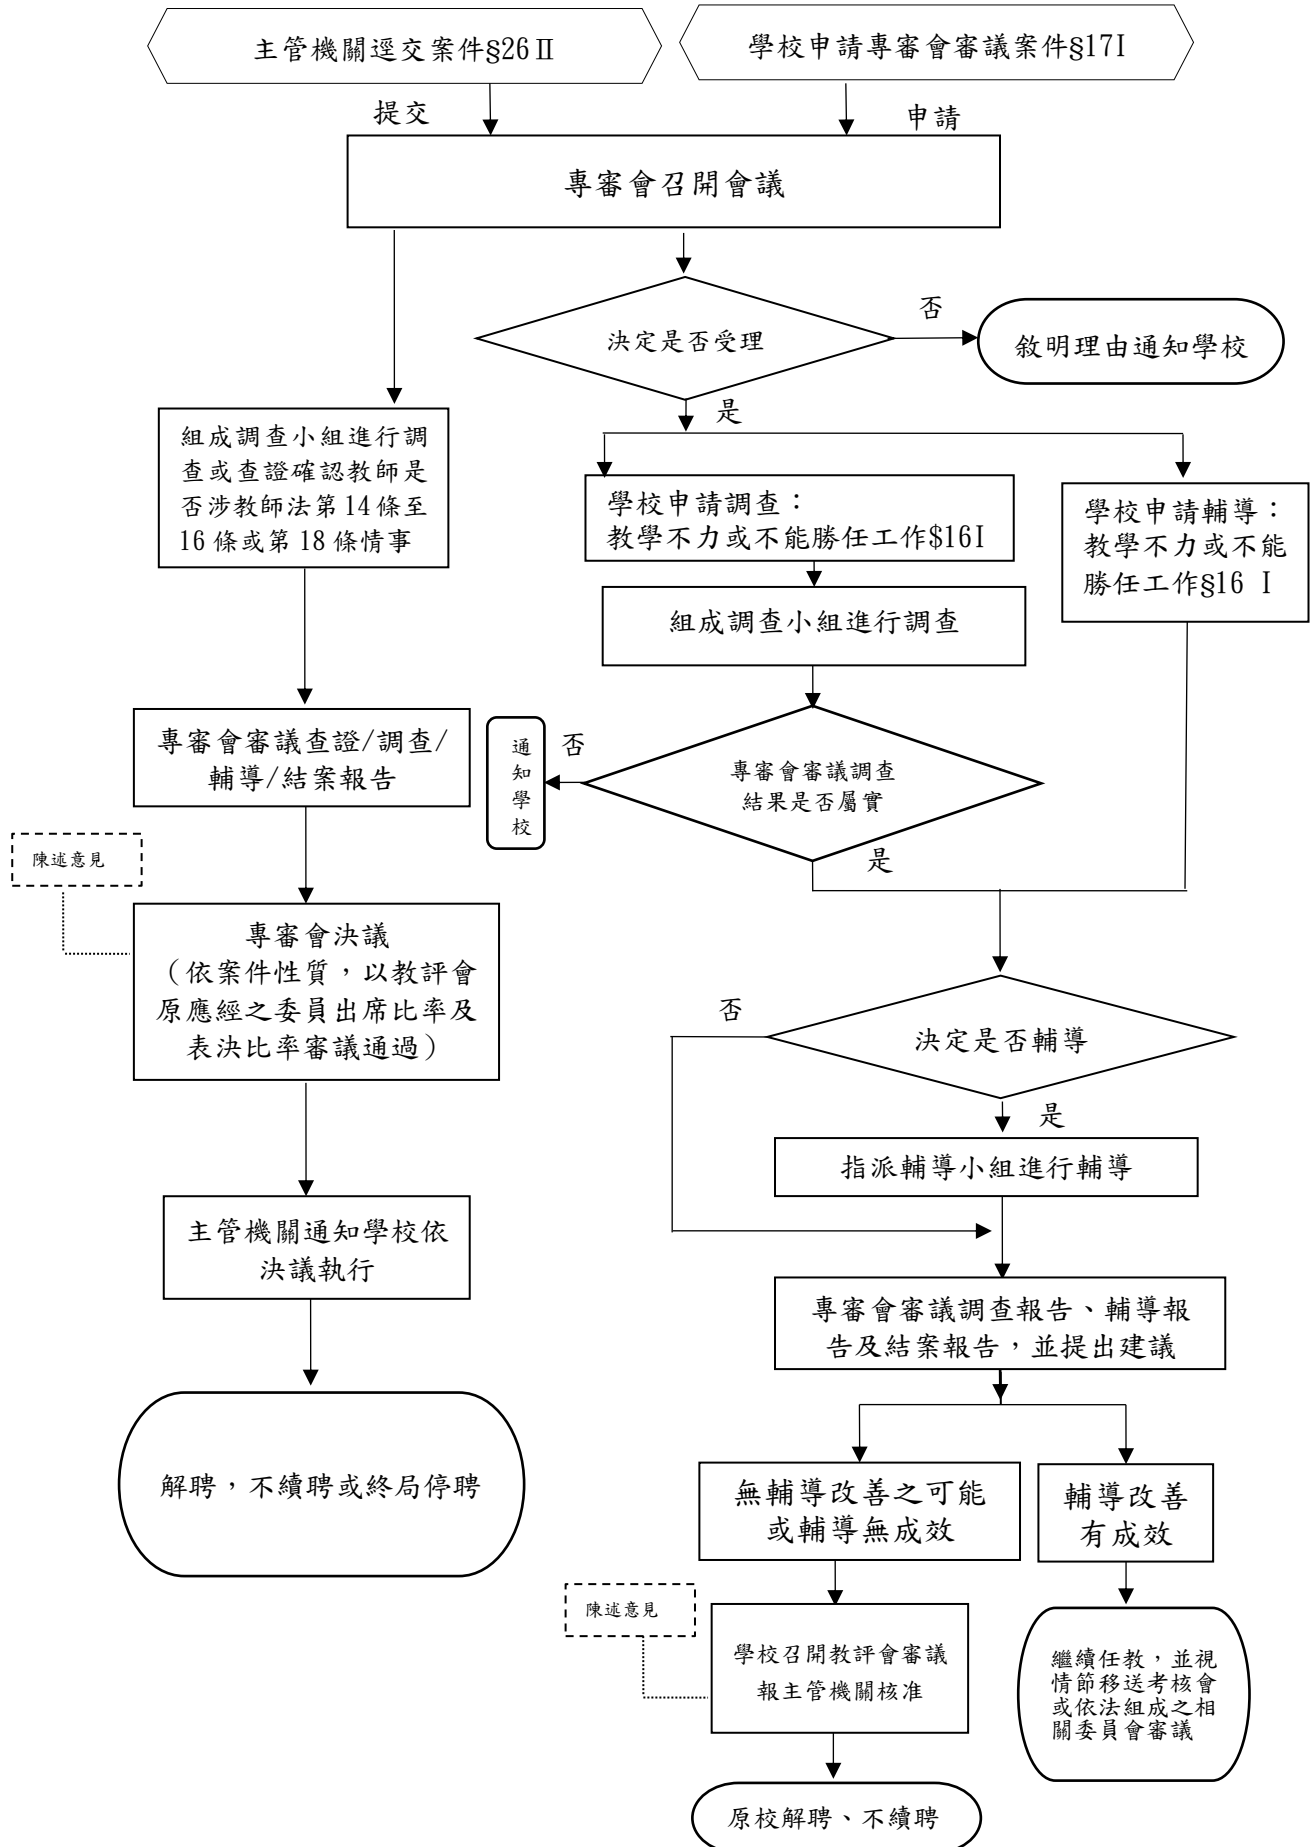 主管機關逕交案件§26Ⅱ
學校申請專審會審議案件§17I
提交
申請
專審會召開會議
決定是否受理
否
敘明理由通知學校
是
組成調查小組進行調
查或查證確認教師是
否涉教師法第14條至
16條或第18條情事
學校申請調查：
教學不力或不能勝任工作$16I
學校申請輔導：
教學不力或不能
勝任工作§16 I
組成調查小組進行調查
專審會審議查證/調查/
輔導/結案報告
通知學校
否
專審會審議調查
結果是否屬實
是
陳述意見
專審會決議
（依案件性質，以教評會
原應經之委員出席比率及
表決比率審議通過）
否
決定是否輔導
是
指派輔導小組進行輔導
主管機關通知學校依
決議執行
專審會審議調查報告、輔導報
告及結案報告，並提出建議
解聘，不續聘或終局停聘
無輔導改善之可能
或輔導無成效
輔導改善
有成效
陳述意見
學校召開教評會審議
報主管機關核准
繼續任教，並視
情節移送考核會
或依法組成之相
關委員會審議
原校解聘、不續聘